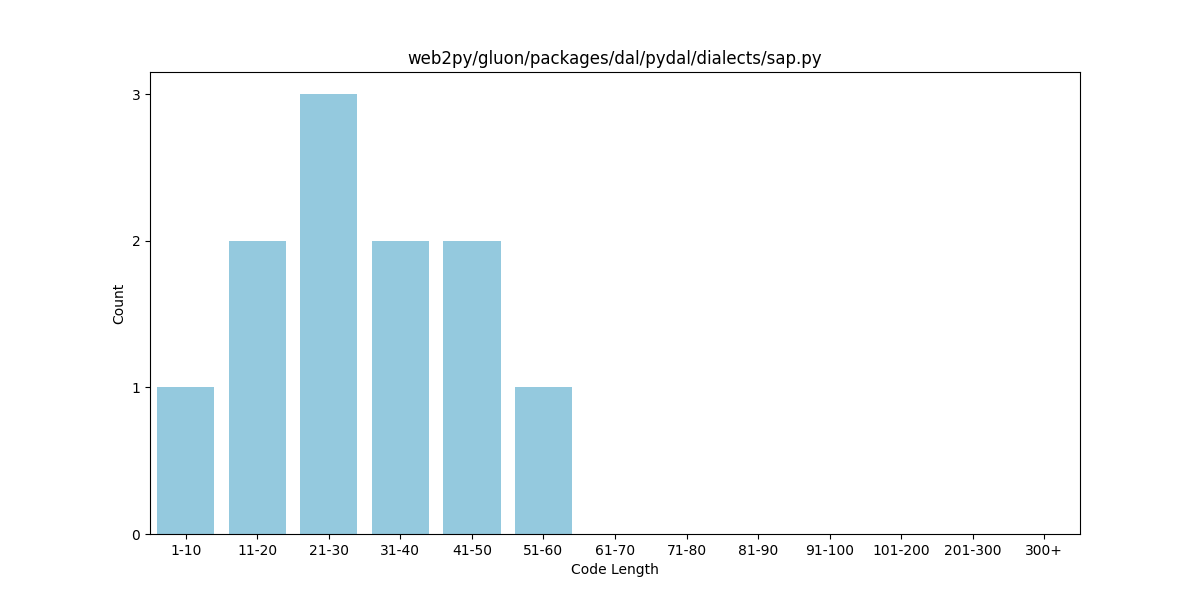 web2py/gluon/packages/dal/pydal/dialects/sap.py
3
2
1
0
Count
1-10 11-20 21-30 31-40 41-50 51-60 61-70 71-80 81-90 91-100 101-200 201-300 300+
Code Length